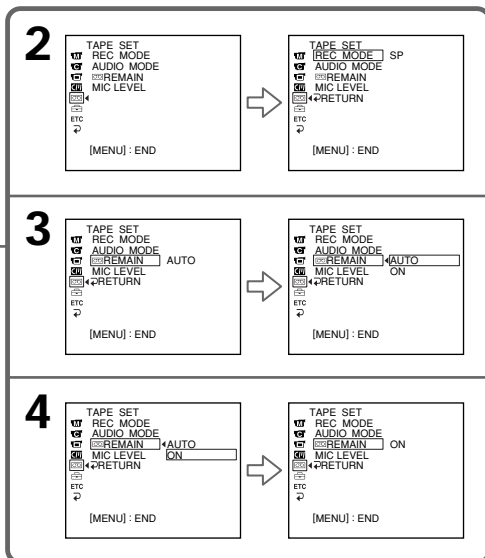 2
TAPE SET
REC MODE
AUDIO MODE
REMAIN
MIC LEVEL
ETC
[MENU] : END
TAPE SET
REC MODE SP
AUDIO MODE
REMAIN
MIC LEVEL
RETURN
ETC
[MENU] : END
3
TAPE SET
REC MODE
AUDIO MODE
REMAIN AUTO
MIC LEVEL
RETURN
ETC
[MENU] : END
TAPE SET
REC MODE
AUDIO MODE
REMAIN AUTO
MIC LEVEL ON
RETURN
ETC
[MENU] : END
4
TAPE SET
REC MODE
AUDIO MODE
REMAIN AUTO
MIC LEVEL ON
RETURN
ETC
[MENU] : END
TAPE SET
REC MODE
AUDIO MODE
REMAIN ON
MIC LEVEL
RETURN
ETC
[MENU] : END